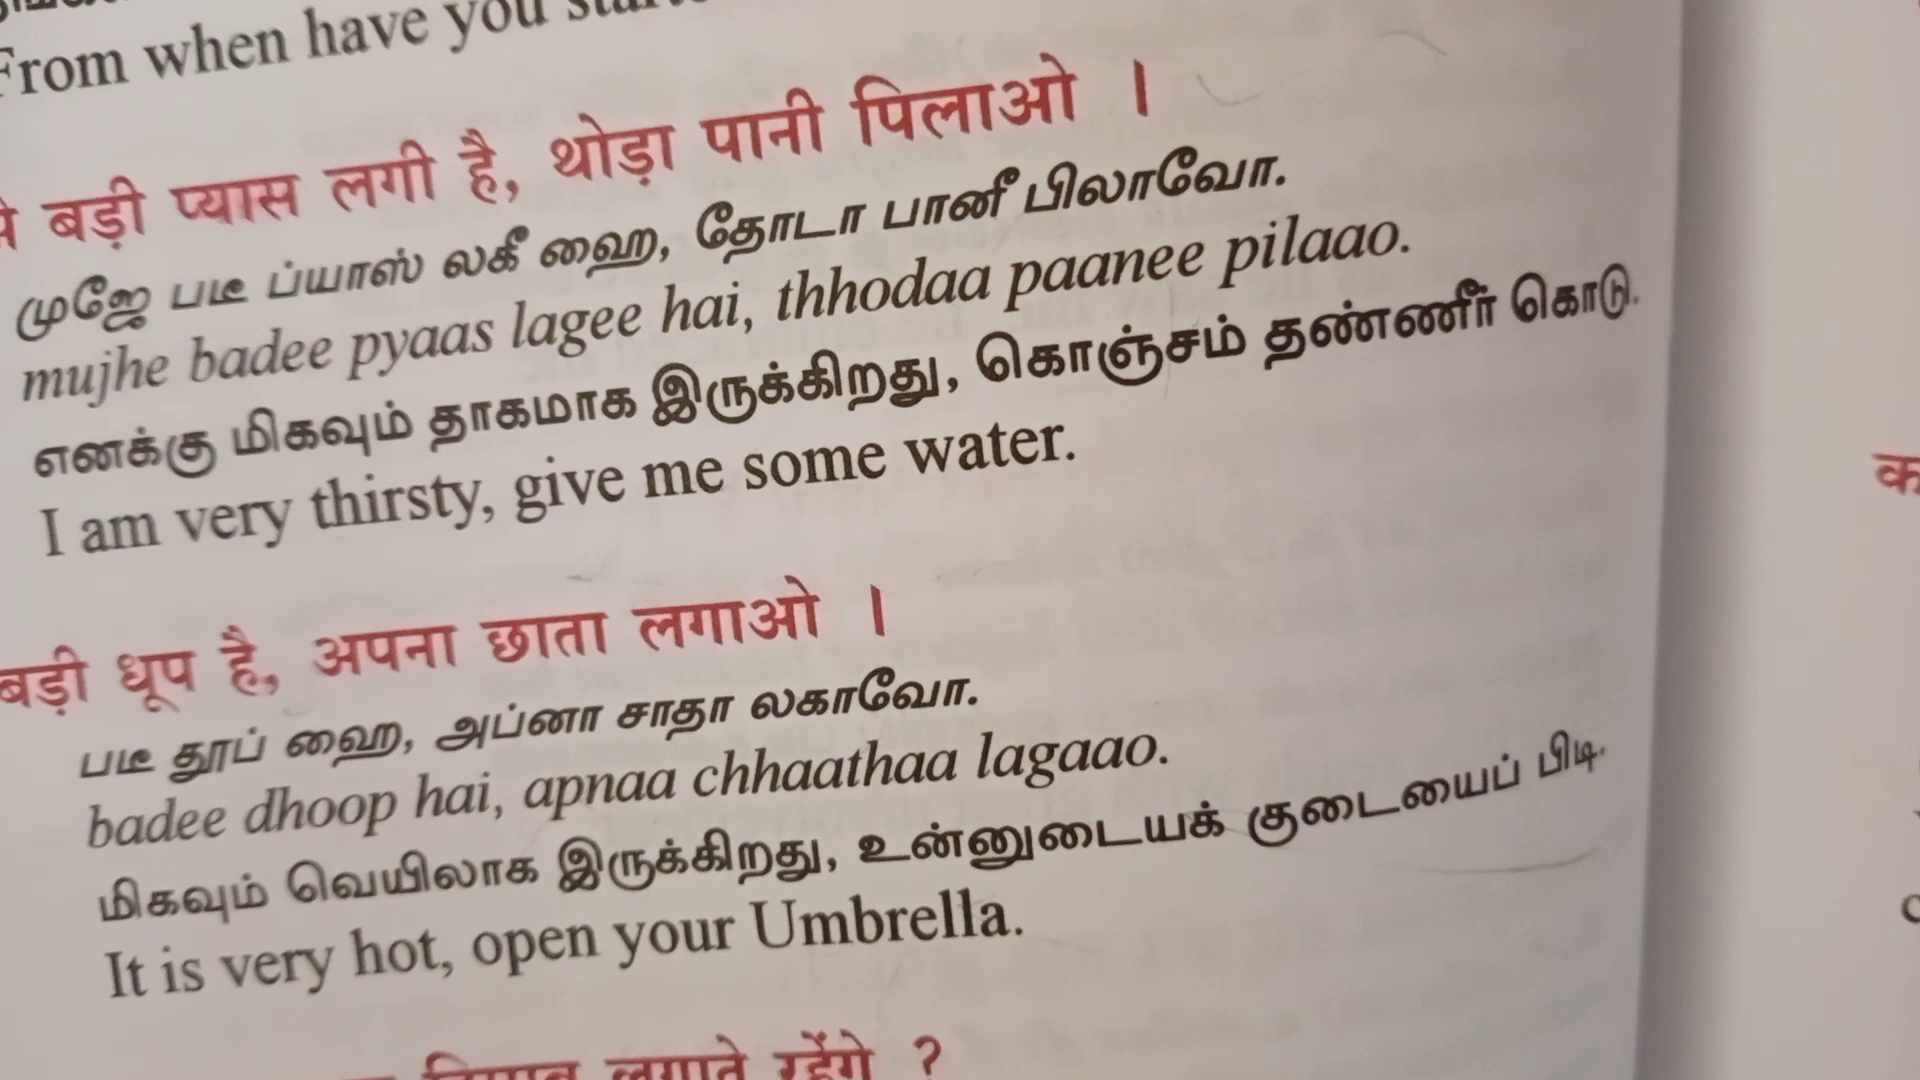 From when have you
बड़ी प्यास लगी है, थोड़ा पानी पिलाओ ।
முஜே படீ ப்யாஸ் லகீ ஹை, தோடா பானீ பிலாவோ.
mujhe badee pyaas lagee hai, thhodaa paanee pilaao.
எனக்கு மிகவும் தாகமாக இருக்கிறது, கொஞ்சம் தண்ணீர் கொடு.
I am very thirsty, give me some water.
बड़ी धूप है, अपना छाता लगाओ ।
படீ தூப் ஹை, அப்னா சாதா லகாவோ.
badee dhoop hai, apnaa chhaathaa lagaao.
மிகவும் வெயிலாக இருக்கிறது, உன்னுடையக் குடையைப் பிடி.
It is very hot, open your Umbrella.
लगाते रहेंगे ?